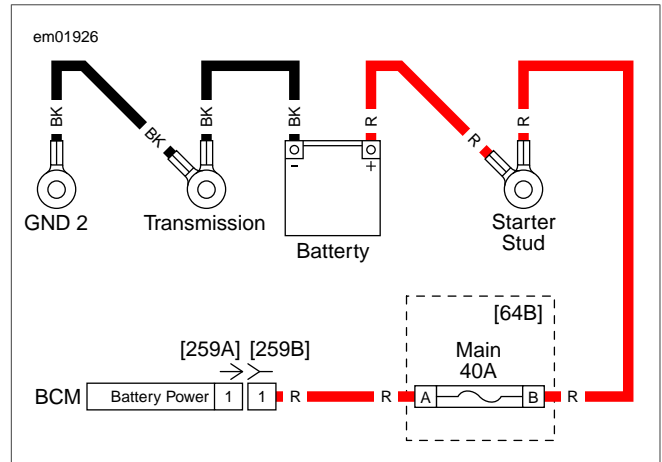 em01926
BK
BK
BK
BK
R
R
R
-
+
GND 2
Transmission
Batterty
Starter
Stud
[64B]
[259A]
[259B]
Main
40A
BCM
Battery Power
1
1
R
R
A
B
R